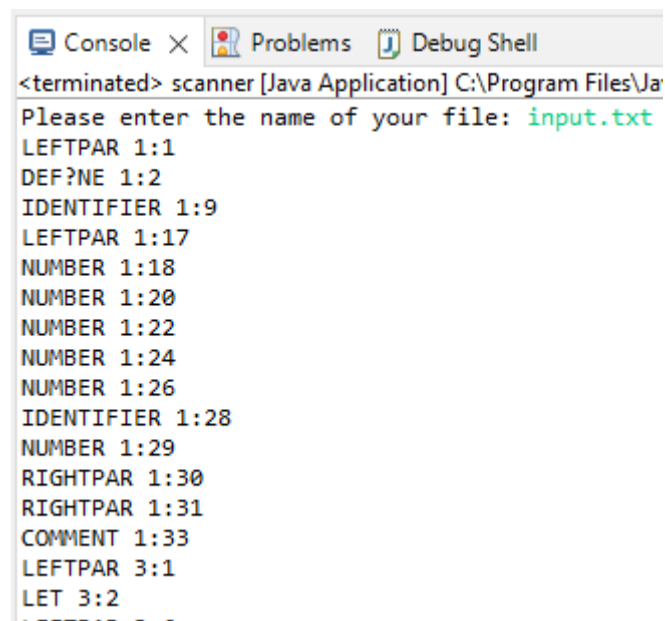 Console Problems Debug Shell
<terminated> scanner [Java Application] C:\Program Files\Ja
Please enter the name of your file: input.txt
LEFTPAR 1:1
DEF?NE 1:2
IDENTIFIER 1:9
LEFTPAR 1:17
NUMBER 1:18
NUMBER 1:20
NUMBER 1:22
NUMBER 1:24
NUMBER 1:26
IDENTIFIER 1:28
NUMBER 1:29
RIGHTPAR 1:30
RIGHTPAR 1:31
COMMENT 1:33
LEFTPAR 3:1
LET 3:2